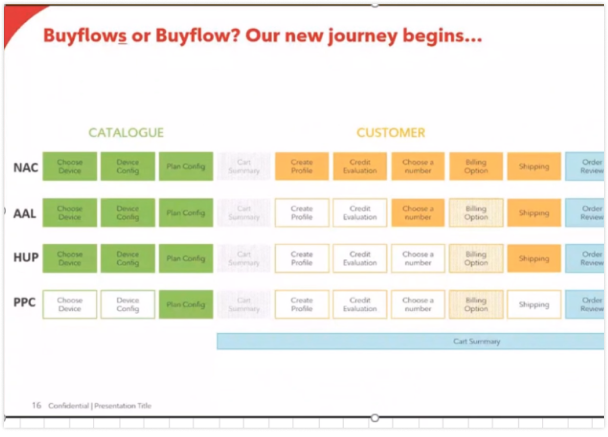 Buyflows or Buyflow? Our new journey begins...
CATALOGUE CUSTOMER
NAC Choose Device Device Config Plan Config Cart Summary Create Profile Credit Evaluation Choose a number Billing Option Shipping Order Review
AAL Choose Device Device Config Plan Config Cart Summary Create Profile Credit Evaluation Choose a number Billing Option Shipping Order Review
HUP Choose Device Device Config Plan Config Cart Summary Create Profile Credit Evaluation Choose a number Billing Option Shipping Order Review
PPC Choose Device Device Config Plan Config Cart Summary Create Profile Credit Evaluation Choose a number Billing Option Shipping Order Review
Cart Summary
16 Confidential | Presentation Title